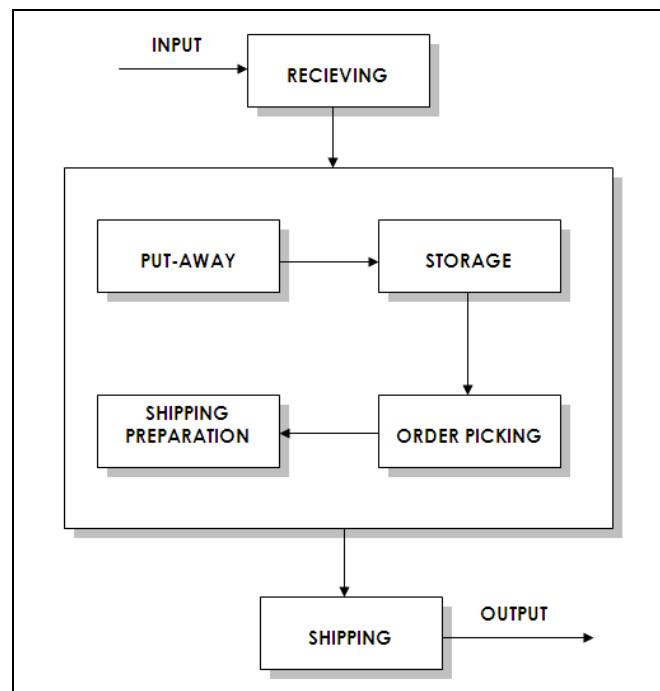 INPUT
RECIEVING
PUT-AWAY
STORAGE
SHIPPING
PREPARATION
ORDER PICKING
SHIPPING
OUTPUT